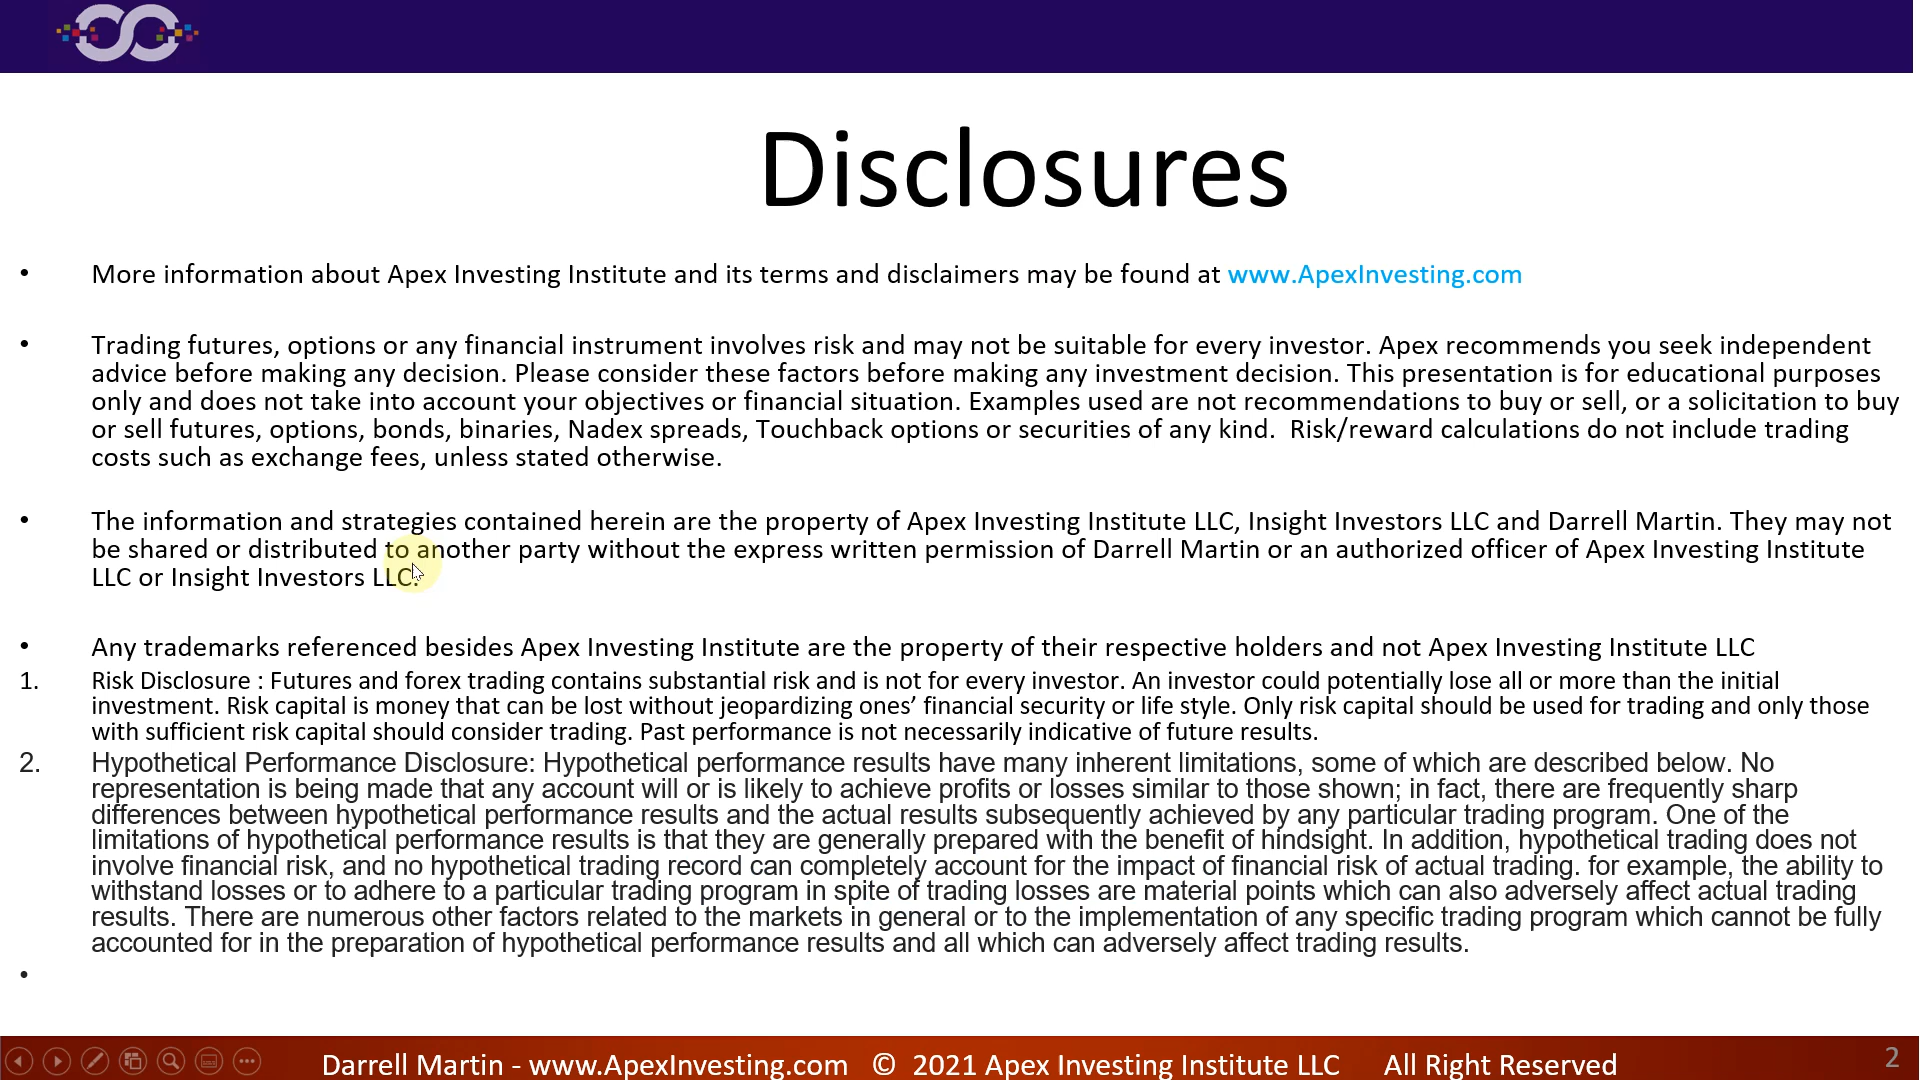 Disclosures
• More information about Apex Investing Institute and its terms and disclaimers may be found at www.ApexInvesting.com
• Trading futures, options or any financial instrument involves risk and may not be suitable for every investor. Apex recommends you seek independent
advice before making any decision. Please consider these factors before making any investment decision. This presentation is for educational purposes
only and does not take into account your objectives or financial situation. Examples used are not recommendations to buy or sell, or a solicitation to buy
or sell futures, options, bonds, binaries, Nadex spreads, Touchback options or securities of any kind.  Risk/reward calculations do not include trading
costs such as exchange fees, unless stated otherwise.
• The information and strategies contained herein are the property of Apex Investing Institute LLC, Insight Investors LLC and Darrell Martin. They may not
be shared or distributed to another party without the express written permission of Darrell Martin or an authorized officer of Apex Investing Institute
LLC or Insight Investors LLC.
• Any trademarks referenced besides Apex Investing Institute are the property of their respective holders and not Apex Investing Institute LLC
1. Risk Disclosure : Futures and forex trading contains substantial risk and is not for every investor. An investor could potentially lose all or more than the initial
investment. Risk capital is money that can be lost without jeopardizing ones’ financial security or life style. Only risk capital should be used for trading and only those
with sufficient risk capital should consider trading. Past performance is not necessarily indicative of future results.
2. Hypothetical Performance Disclosure: Hypothetical performance results have many inherent limitations, some of which are described below. No
representation is being made that any account will or is likely to achieve profits or losses similar to those shown; in fact, there are frequently sharp
differences between hypothetical performance results and the actual results subsequently achieved by any particular trading program. One of the
limitations of hypothetical performance results is that they are generally prepared with the benefit of hindsight. In addition, hypothetical trading does not
involve financial risk, and no hypothetical trading record can completely account for the impact of financial risk of actual trading. for example, the ability to
withstand losses or to adhere to a particular trading program in spite of trading losses are material points which can also adversely affect actual trading
results. There are numerous other factors related to the markets in general or to the implementation of any specific trading program which cannot be fully
accounted for in the preparation of hypothetical performance results and all which can adversely affect trading results.
•
Darrell Martin - www.ApexInvesting.com © 2021 Apex Investing Institute LLC All Right Reserved
2